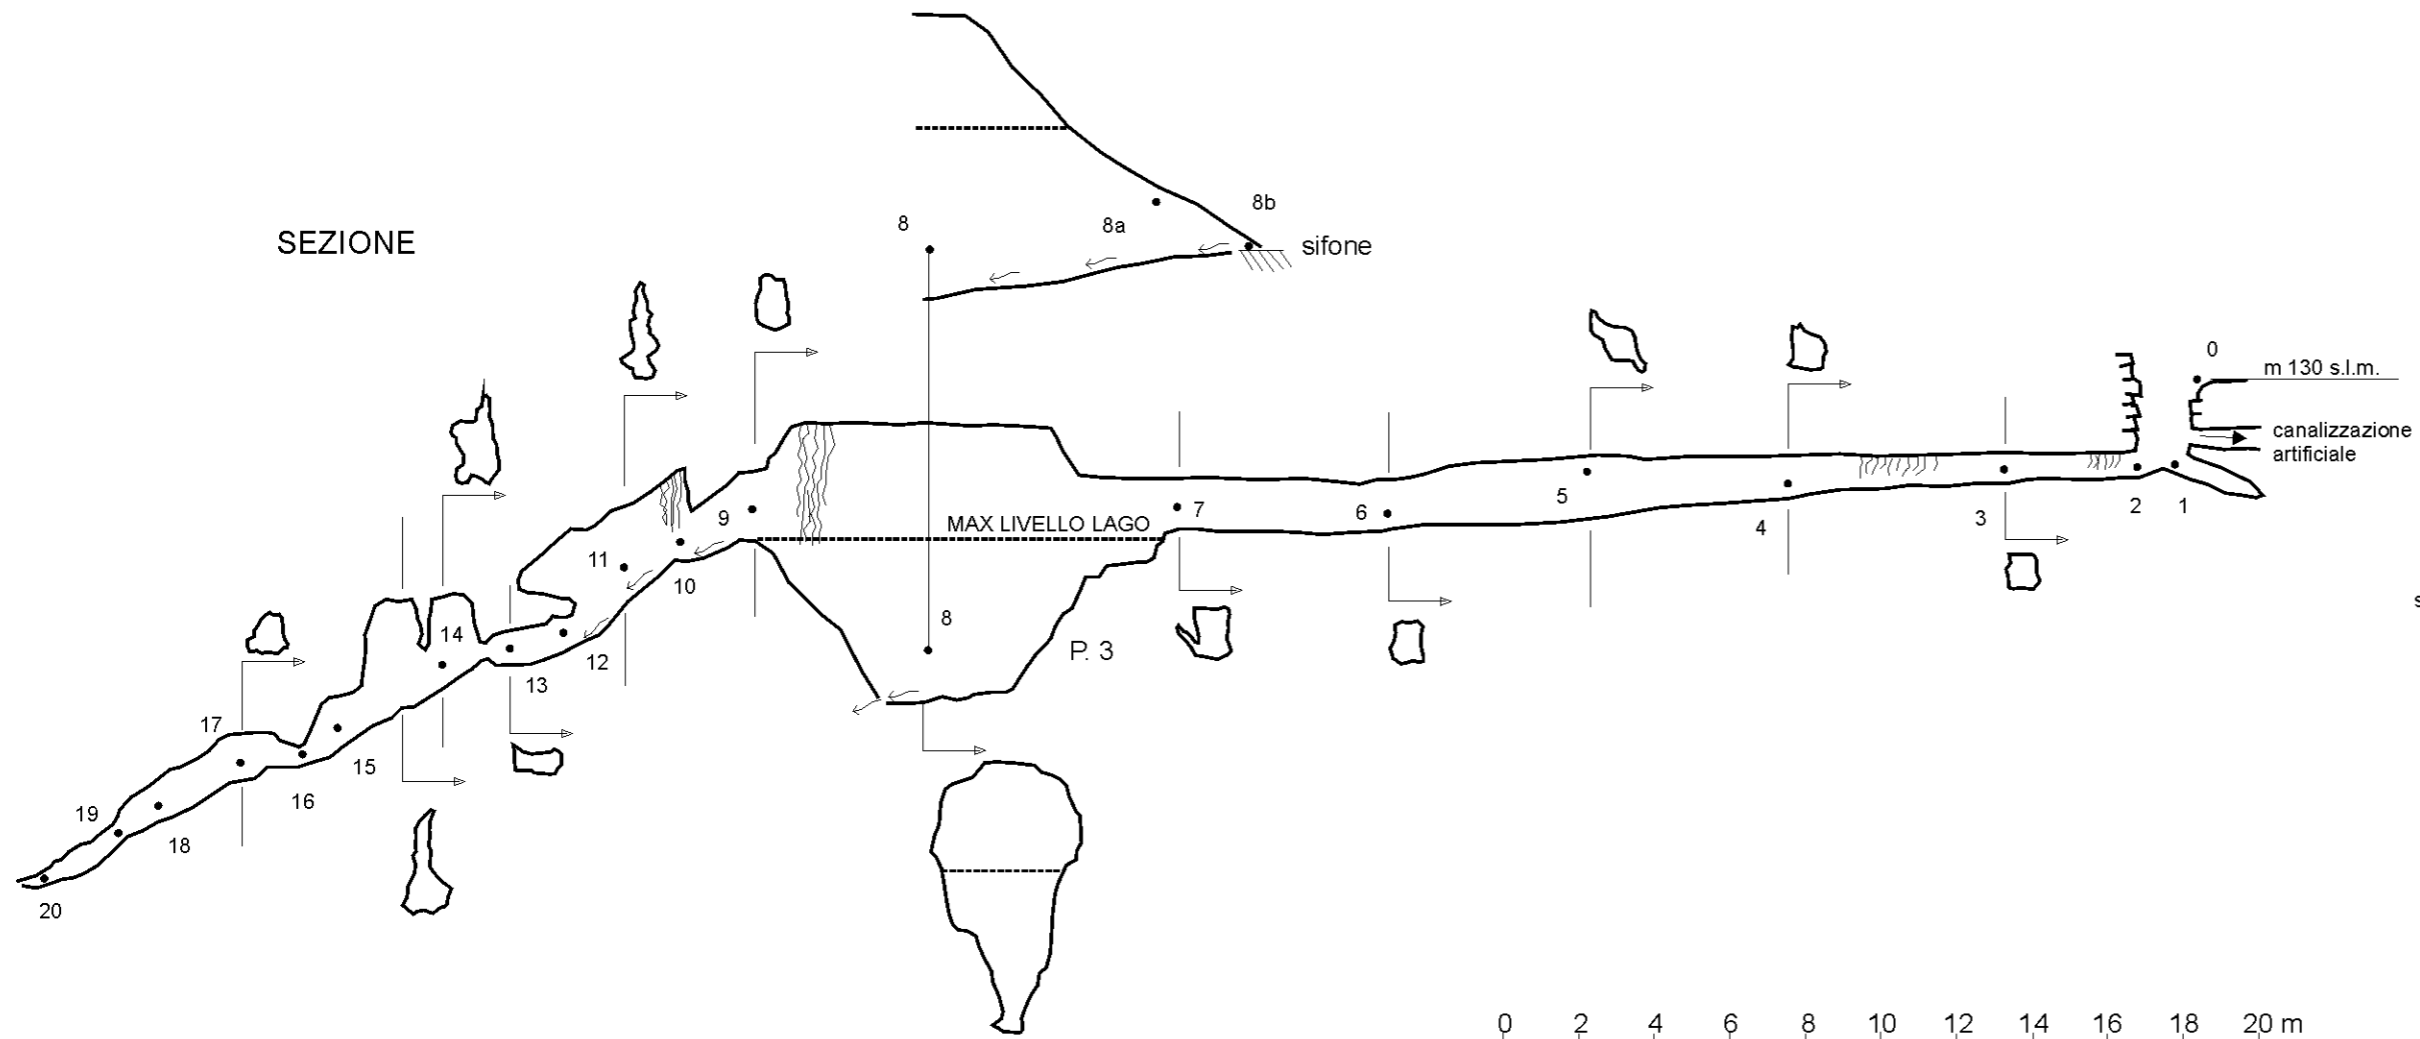 8b
8a
8
SEZIONE
sifone
0
m 130 s.l.m.
canalizzazione
artificiale
9
MAX LIVELLO LAGO
7
6
5
4
3
2
1
s
11
10
8
14
12
P. 3
13
17
15
16
19
18
20
0 2 4 6 8 10 12 14 16 18 20 m